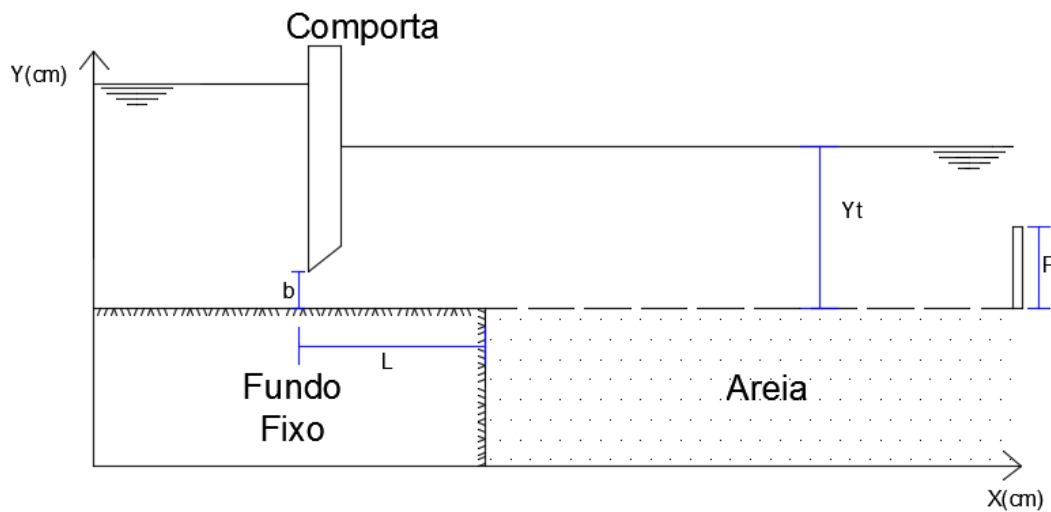 Comporta
Y(cm)
Yt
P
b
L
Fundo
Fixo
Areia
X(cm)